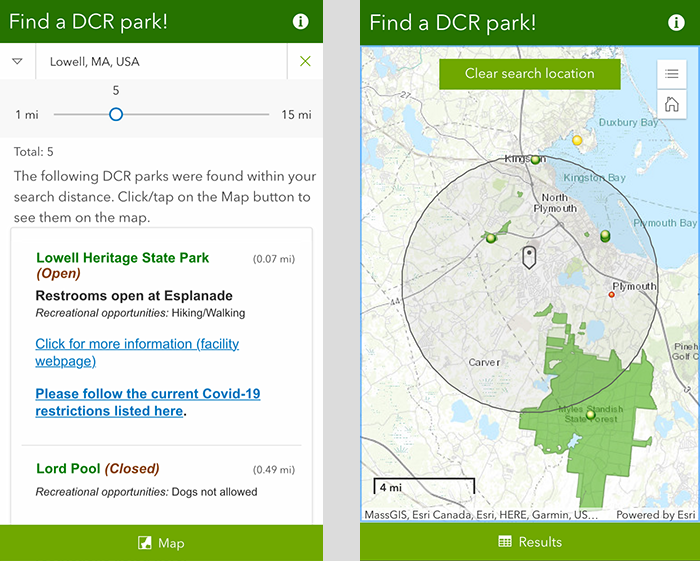 Find a DCR park!
Lowell, MA, USA
5
1 mi
15 mi
Total: 5
The following DCR parks were found within your
search distance. Click/tap on the Map button to
see them on the map.
Lowell Heritage State Park (0.07 mi)
(Open)
Restrooms open at Esplanade
Recreational opportunities: Hiking/Walking
Click for more information (facility
webpage)
Please follow the current Covid-19
restrictions listed here.
Lord Pool (Closed) (0.49 mi)
Recreational opportunities: Dogs not allowed
Map
Find a DCR park!
Clear search location
Duxbury Bay
Kingston
Kingston Bay
North
Plymouth
Plymouth Bay
44
Plymouth
Carver
Pineh
Golf C
Myles Standish
State Forest
4 mi
MassGIS, Esri Canada, Esri, HERE, Garmin, US...
Powered by Esri
Results